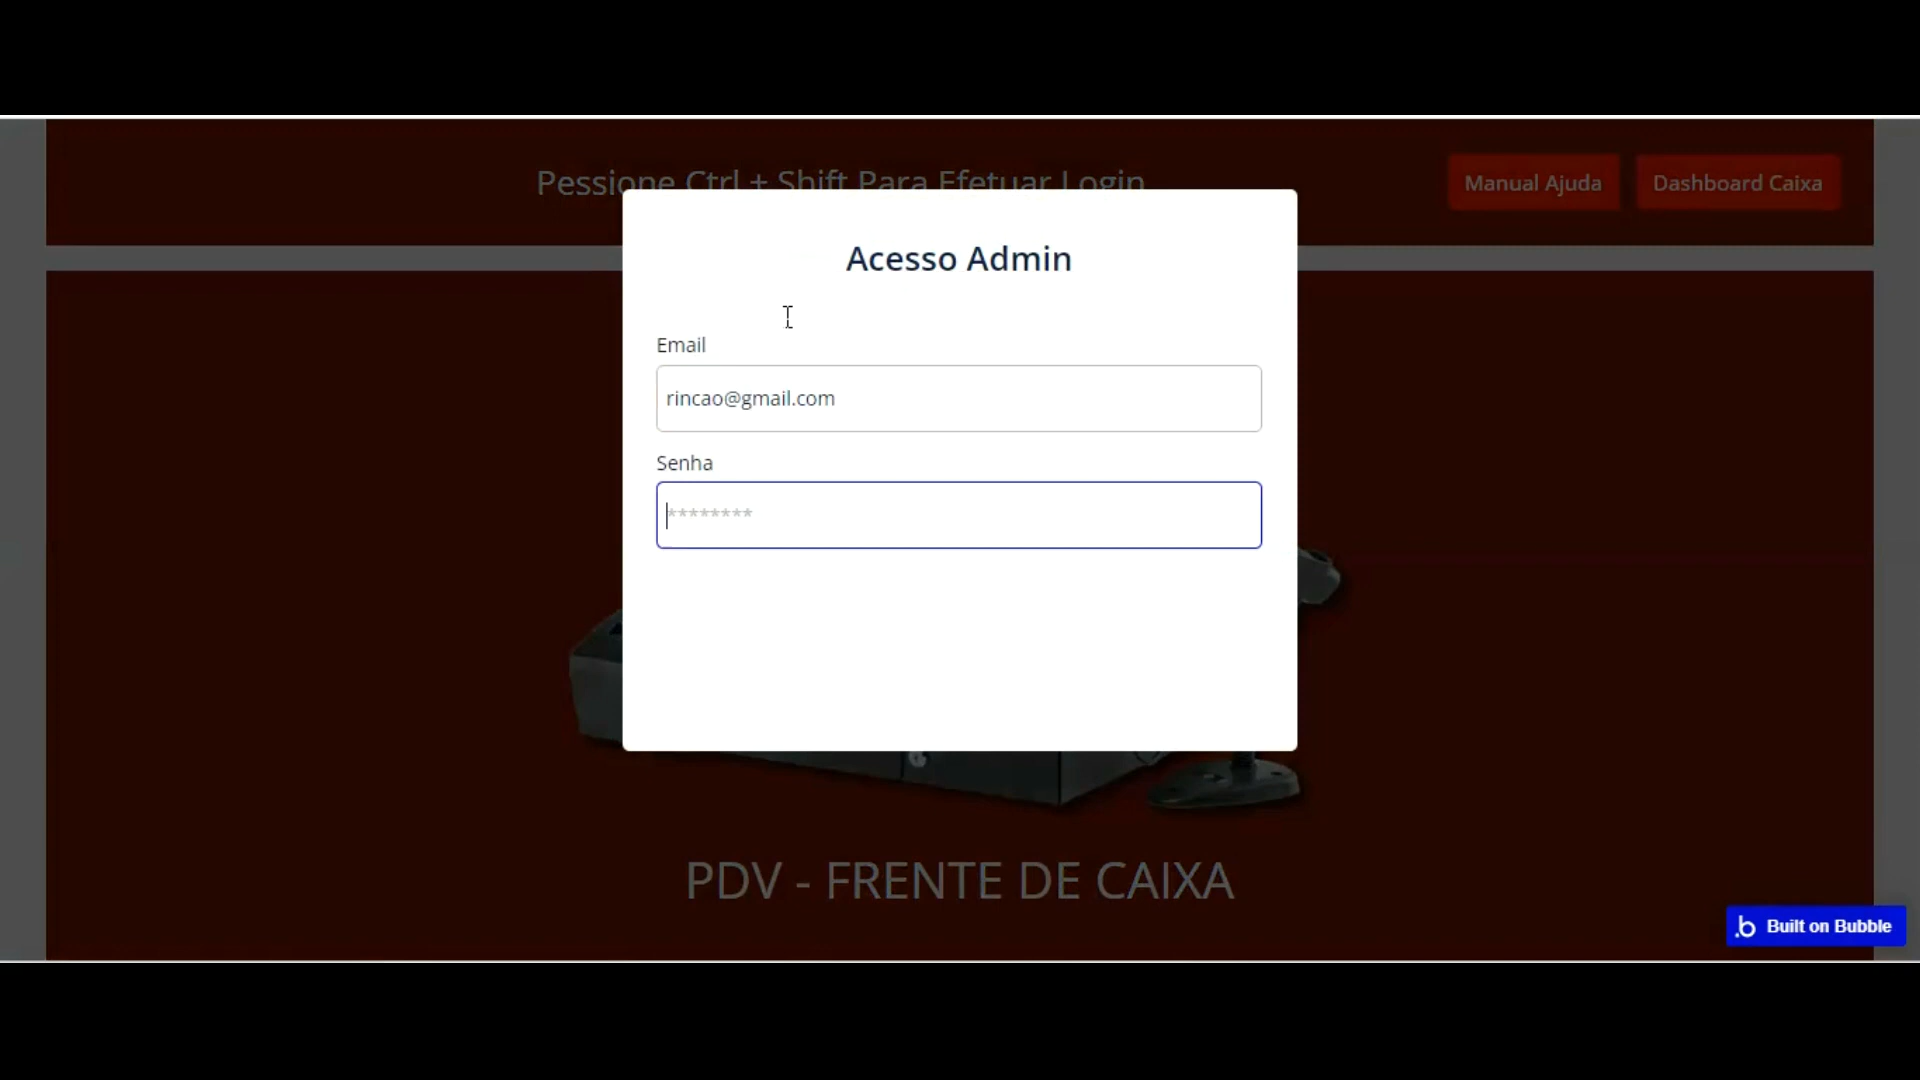 Pessione Ctrl + Shift Para Efetuar Login
Manual Ajuda
Dashboard Caixa
Acesso Admin
Email
rincao@gmail.com
Senha
********
PDV - FRENTE DE CAIXA
.b Built on Bubble